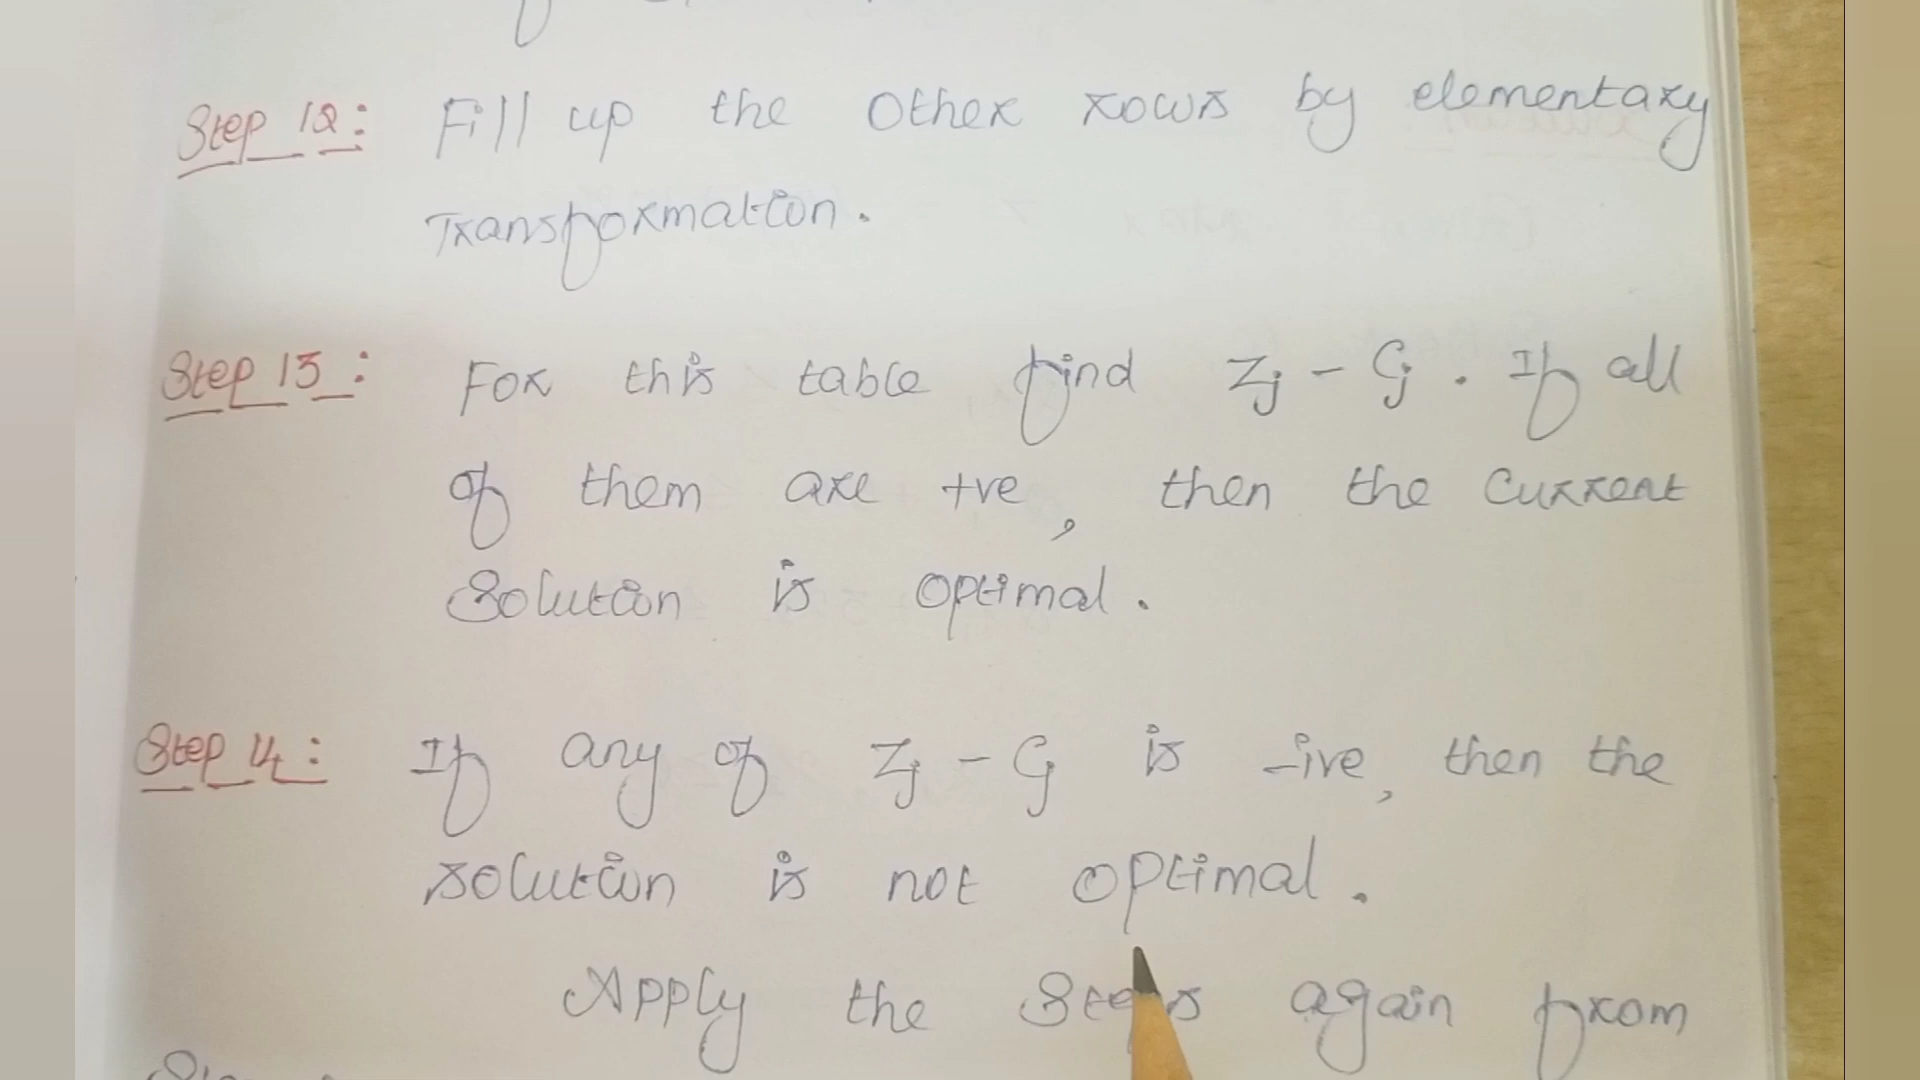 Step 12: Fill up the other rows by elementary
Transformation.
Step 13: For this table find Zj - Cj. If all
of them are +ve, then the current
Solution is optimal.
Step 14: If any of Zj - Cj is -ive, then the
solution is not optimal.
Apply the Steps again from